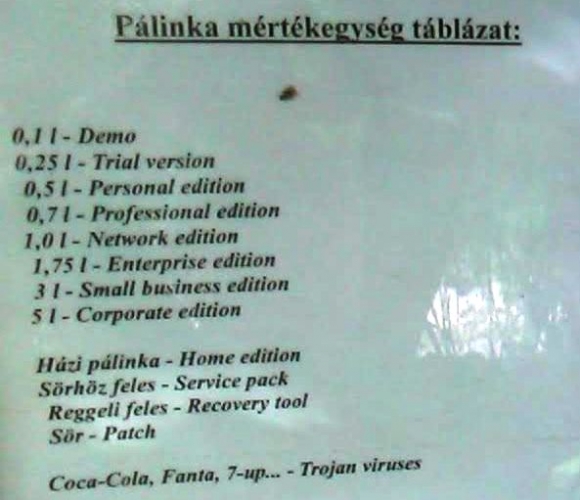 Pálinka mértékegység táblázat:
0,1 l - Demo
0,25 l - Trial version
0,5 l - Personal edition
0,7 l - Professional edition
1,0 l - Network edition
1,75 l - Enterprise edition
3 l - Small business edition
5 l - Corporate edition
Házi pálinka - Home edition
Sörhöz feles - Service pack
Reggeli feles - Recovery tool
Sör - Patch
Coca-Cola, Fanta, 7-up... - Trojan viruses